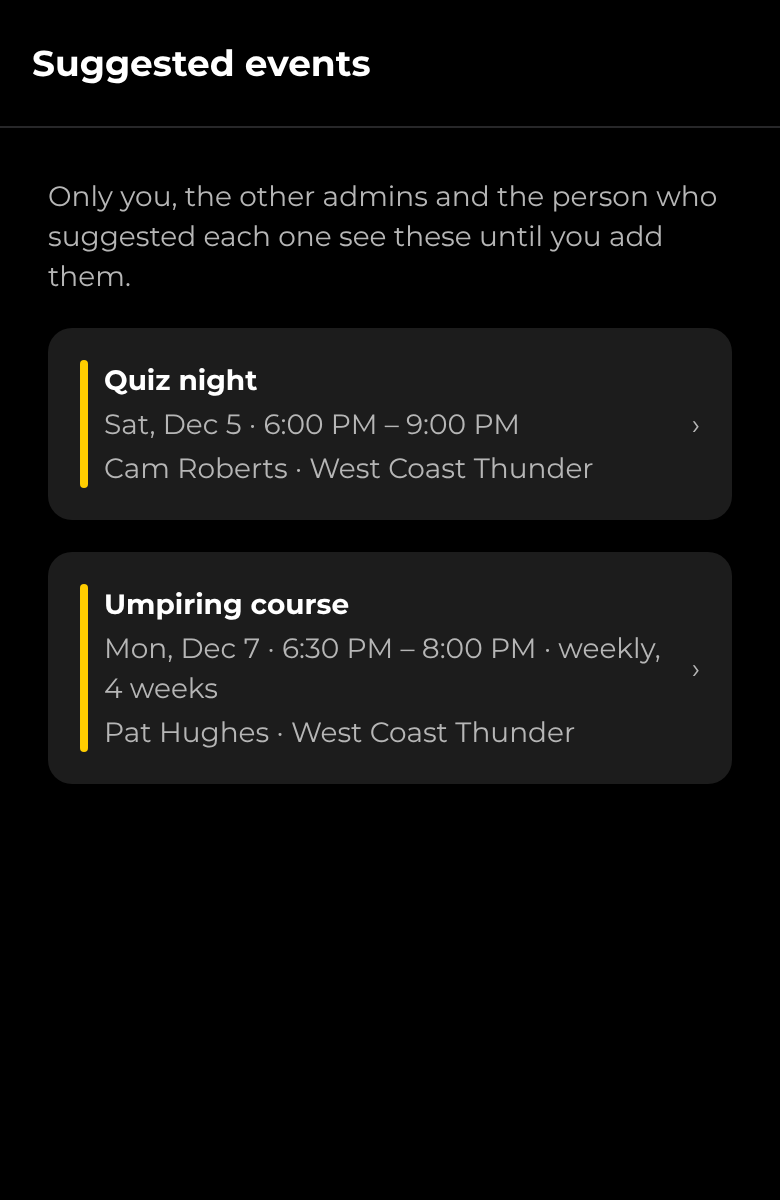 Suggested events
Only you, the other admins and the person who
suggested each one see these until you add
them.
Quiz night
Sat, Dec 5 · 6:00 PM – 9:00 PM
Cam Roberts · West Coast Thunder
›
Umpiring course
Mon, Dec 7 · 6:30 PM – 8:00 PM · weekly,
4 weeks
Pat Hughes · West Coast Thunder
›